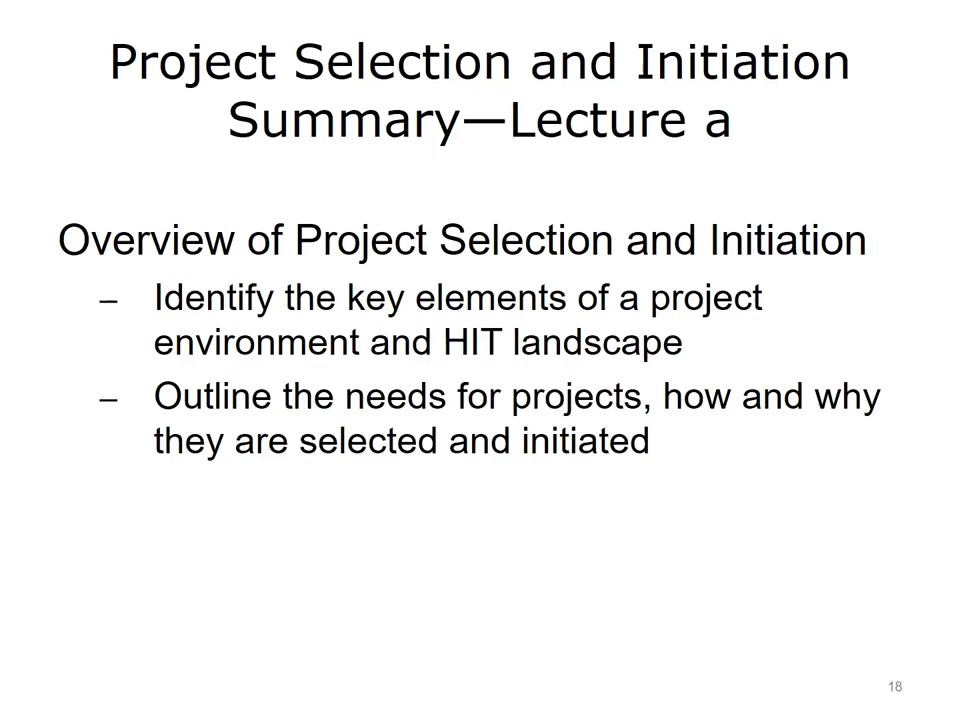 Project Selection and Initiation
Summary—Lecture a
Overview of Project Selection and Initiation
– Identify the key elements of a project
environment and HIT landscape
– Outline the needs for projects, how and why
they are selected and initiated
18